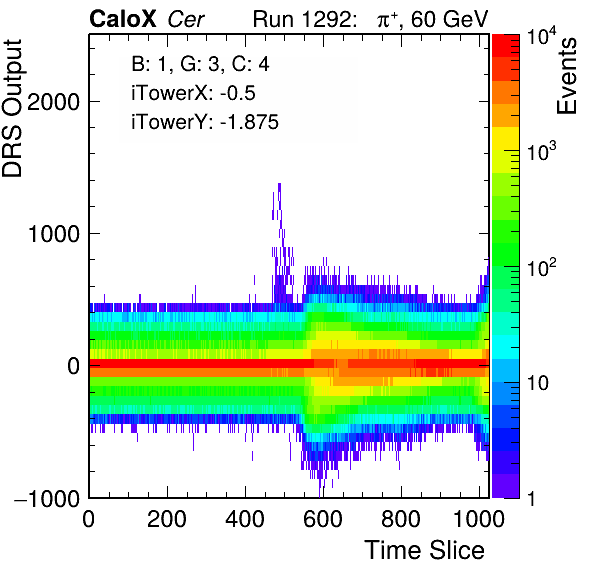 CaloX Cer Run 1292: π⁺, 60 GeV
B: 1, G: 3, C: 4
iTowerX: -0.5
iTowerY: -1.875
DRS Output
2000
1000
0
−1000
0 200 400 600 800 1000
Time Slice
Events
10⁴
10³
10²
10
1